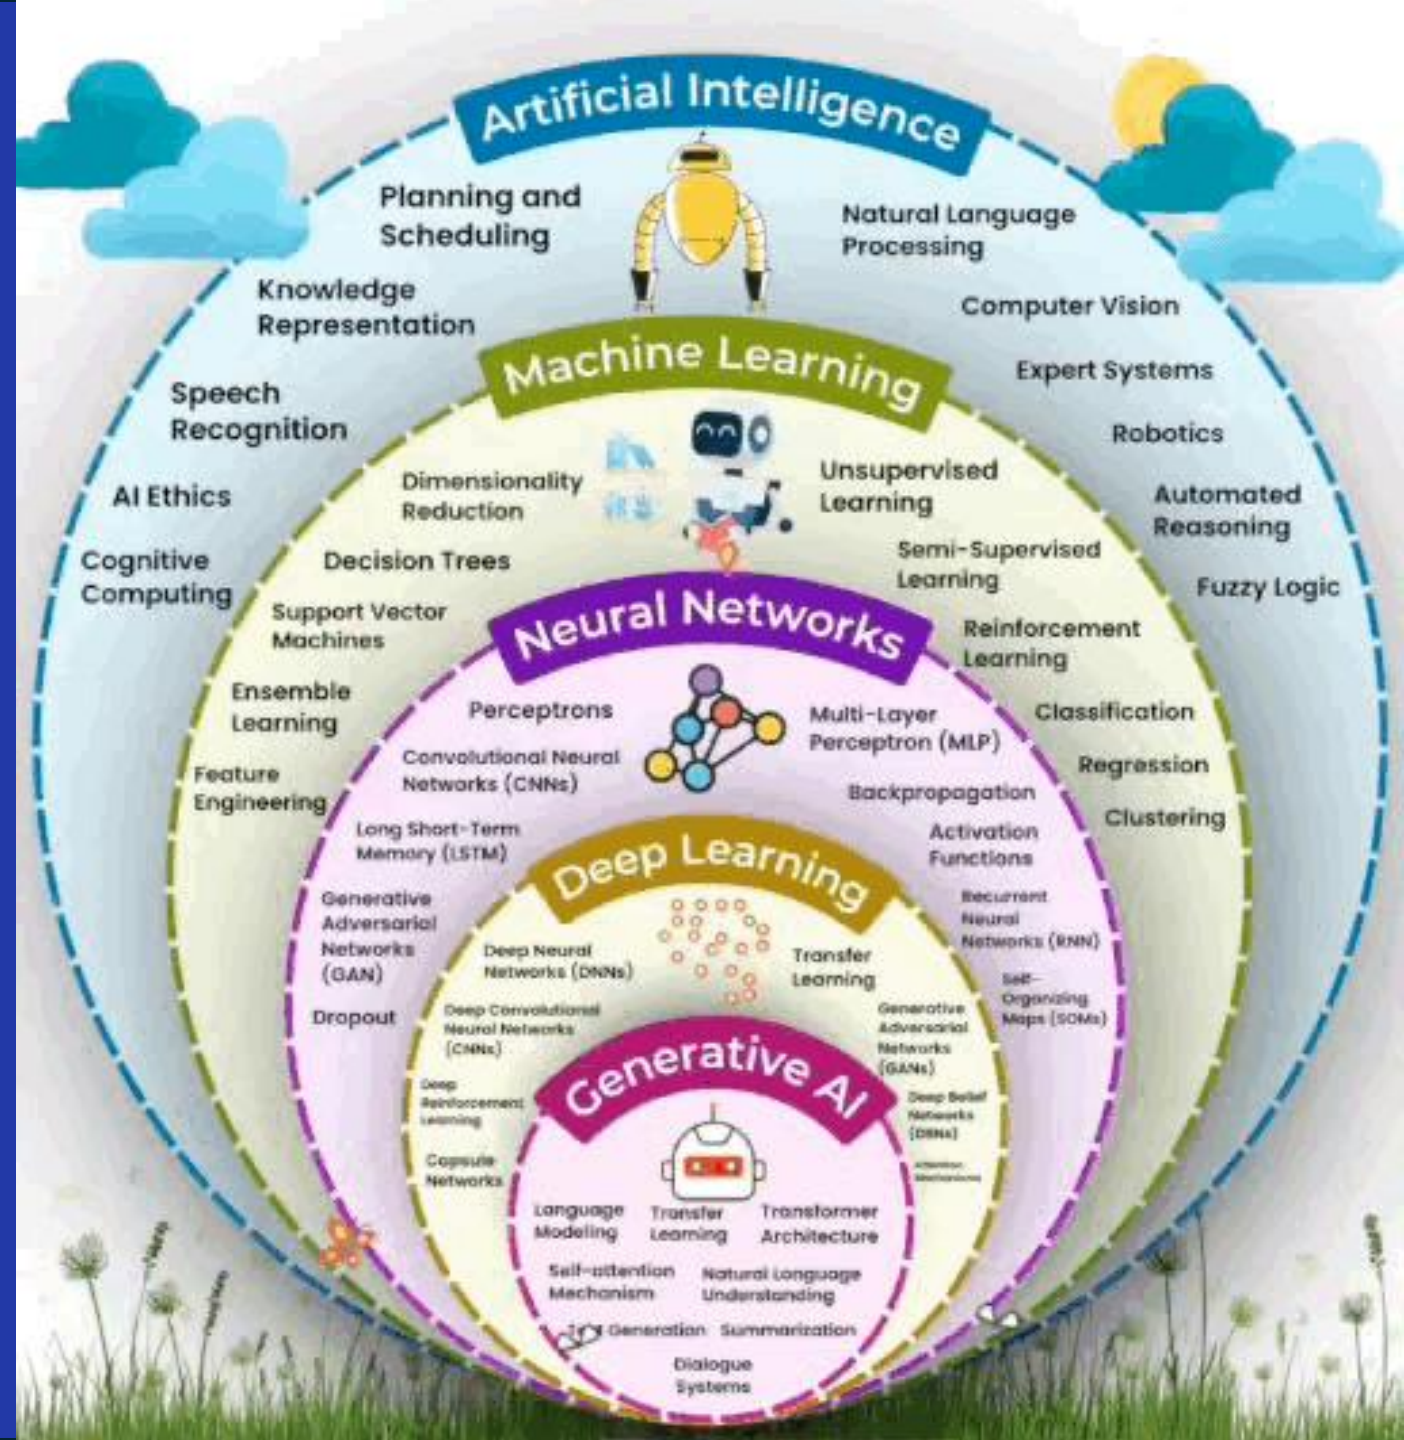 Artificial Intelligence
Planning and
Scheduling
Natural Language
Processing
Knowledge
Representation
Computer Vision
Speech
Recognition
Expert Systems
Robotics
AI Ethics
Automated
Reasoning
Cognitive
Computing
Fuzzy Logic
Machine Learning
Dimensionality
Reduction
Unsupervised
Learning
Decision Trees
Semi-Supervised
Learning
Support Vector
Machines
Reinforcement
Learning
Ensemble
Learning
Classification
Feature
Engineering
Regression
Clustering
Neural Networks
Perceptrons
Multi-Layer
Perceptron (MLP)
Convolutional Neural
Networks (CNNs)
Backpropagation
Long Short-Term
Memory (LSTM)
Activation
Functions
Generative
Adversarial
Networks
(GAN)
Recurrent
Neural
Networks (RNN)
Dropout
Self-
Organizing
Maps (SOMs)
Deep Learning
Deep Neural
Networks (DNNs)
Transfer
Learning
Deep Convolutional
Neural Networks
(CNNs)
Generative
Adversarial
Networks
(GANs)
Deep
Reinforcement
Learning
Deep Belief
Networks
(DBNs)
Capsule
Networks
Attention
Mechanisms
Generative AI
Language
Modeling
Transfer
Learning
Transformer
Architecture
Self-attention
Mechanism
Natural Language
Understanding
Generation
Summarization
Dialogue
Systems